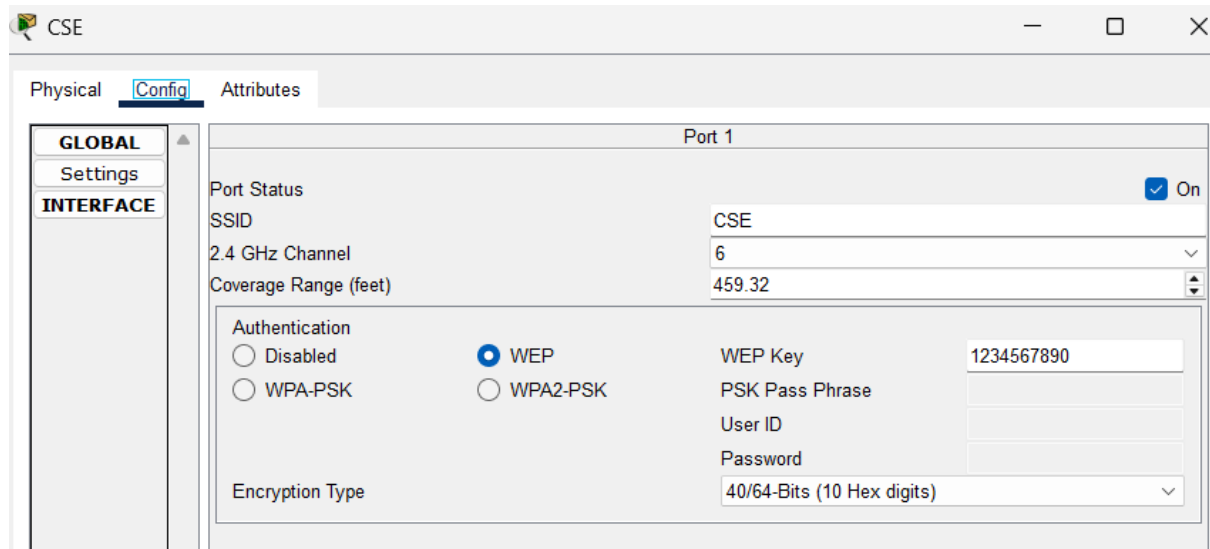 CSE
Physical Config Attributes
GLOBAL
Settings
INTERFACE
Port 1
Port Status On
SSID CSE
2.4 GHz Channel 6
Coverage Range (feet) 459.32
Authentication
Disabled WEP WEP Key 1234567890
WPA-PSK WPA2-PSK PSK Pass Phrase
User ID
Password
Encryption Type 40/64-Bits (10 Hex digits)